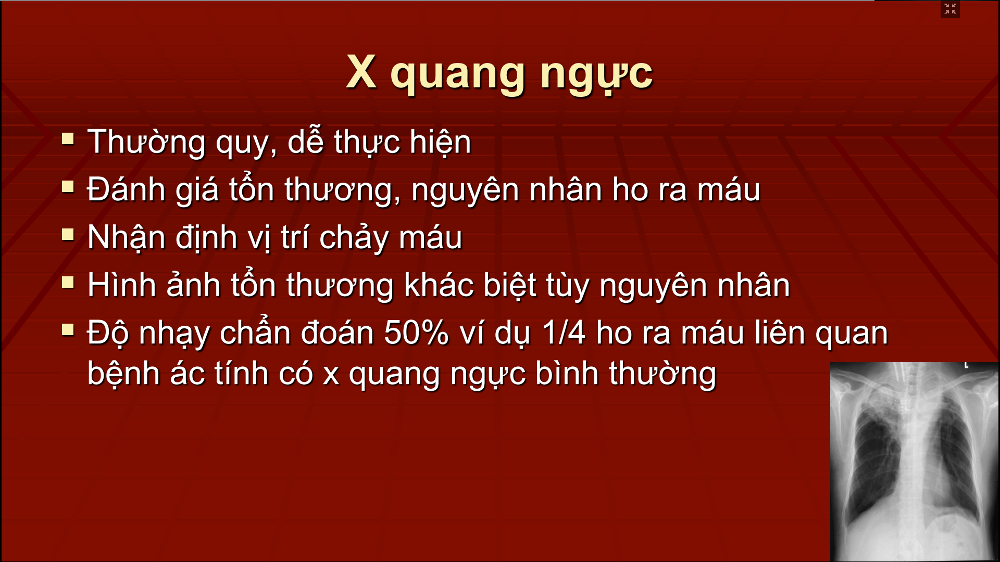 X quang ngực
Thường quy, dễ thực hiện
Đánh giá tổn thương, nguyên nhân ho ra máu
Nhận định vị trí chảy máu
Hình ảnh tổn thương khác biệt tùy nguyên nhân
Độ nhạy chẩn đoán 50% ví dụ 1/4 ho ra máu liên quan
bệnh ác tính có x quang ngực bình thường
L